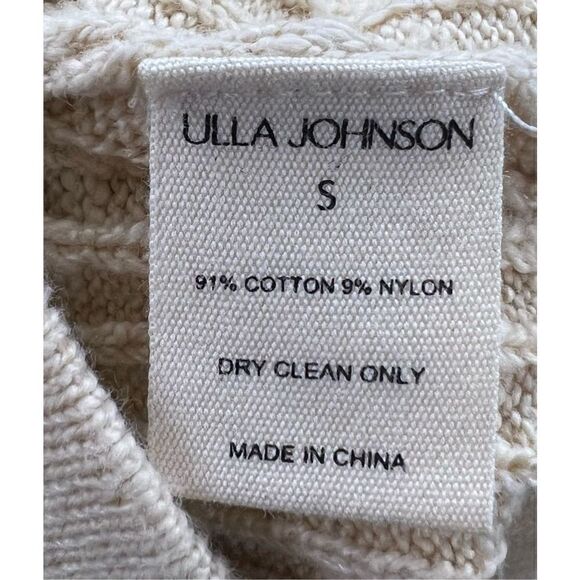 ULLA JOHNSON
S
91% COTTON 9% NYLON
DRY CLEAN ONLY
MADE IN CHINA